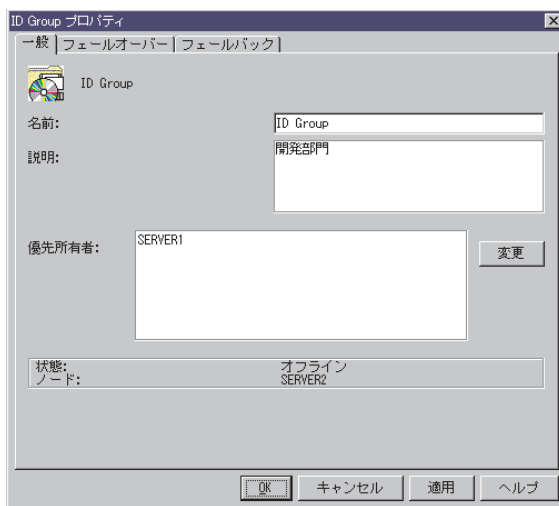 ID Group プロパティ
一般 フェールオーバー フェールバック
ID Group
名前: ID Group
説明: 開発部門
優先所有者: SERVER1
変更
状態: オフライン
ノード: SERVER2
OK キャンセル 適用 ヘルプ